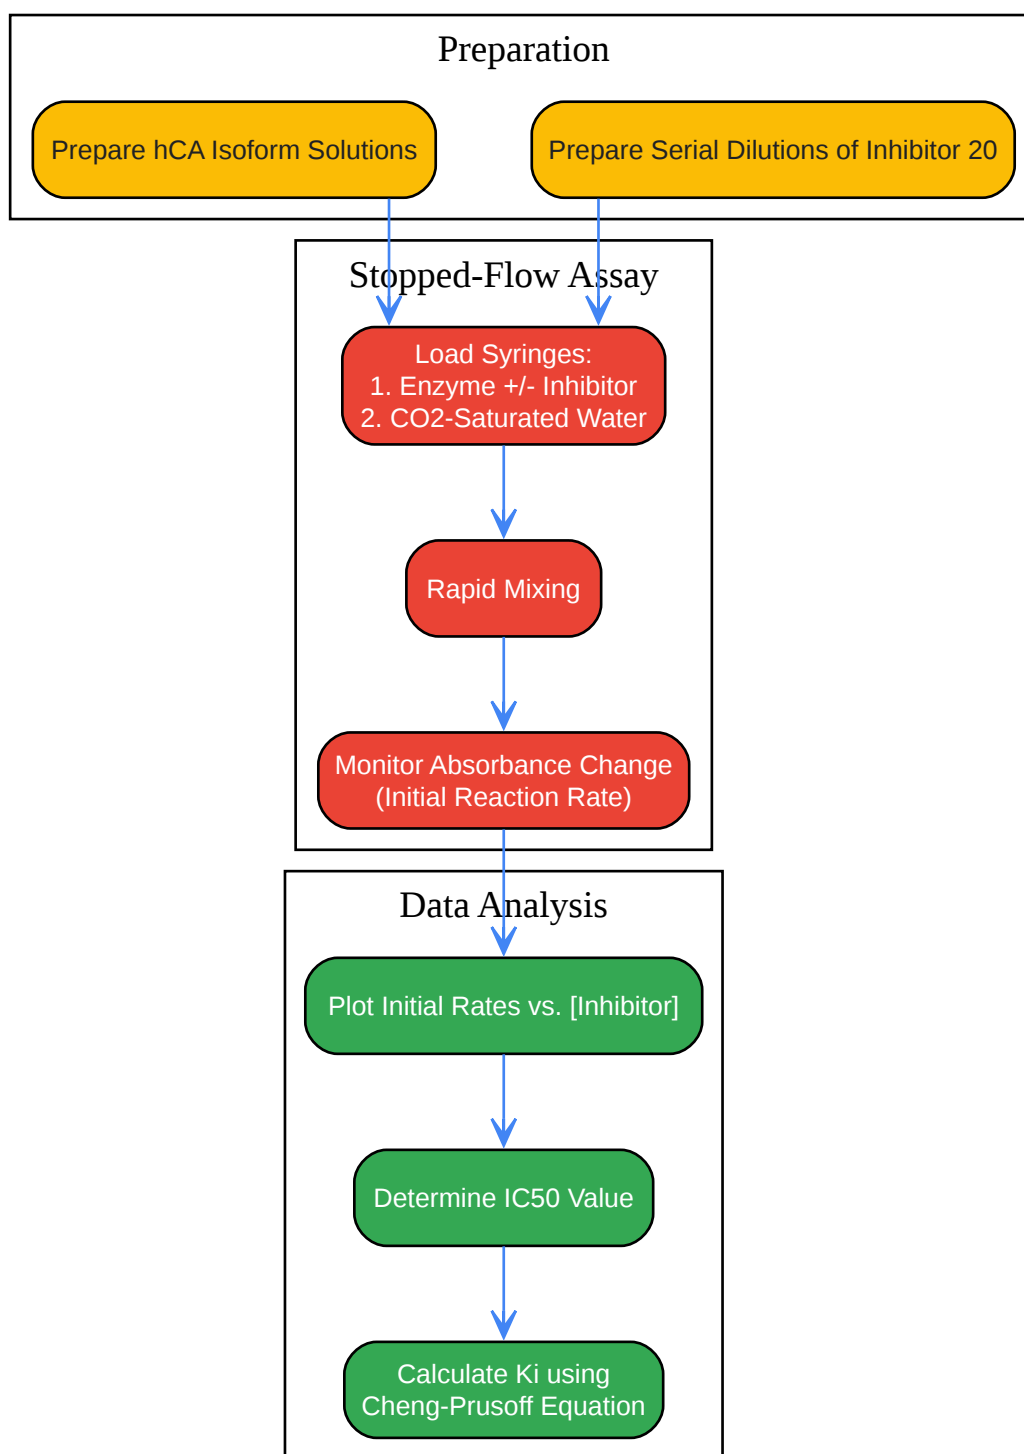 Preparation
Prepare hCA Isoform Solutions
Prepare Serial Dilutions of Inhibitor 20
Stopped-Flow Assay
Load Syringes:
1. Enzyme +/- Inhibitor
2. CO2-Saturated Water
Rapid Mixing
Monitor Absorbance Change
(Initial Reaction Rate)
Data Analysis
Plot Initial Rates vs. [Inhibitor]
Determine IC50 Value
Calculate Ki using
Cheng-Prusoff Equation